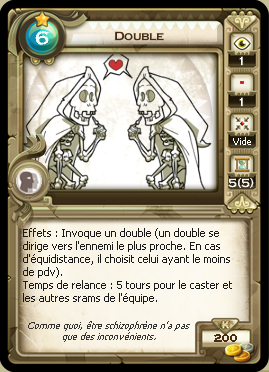 6
DOUBLE
1
1
Vide
5(5)
Effets : Invoque un double (un double se
dirige vers l'ennemi le plus proche. En cas
d'équidistance, il choisit celui ayant le moins
de pdv).
Temps de relance : 5 tours pour le caster et
les autres srams de l'équipe.
Comme quoi, être schizophrène n'a pas
que des inconvénients.
K
200